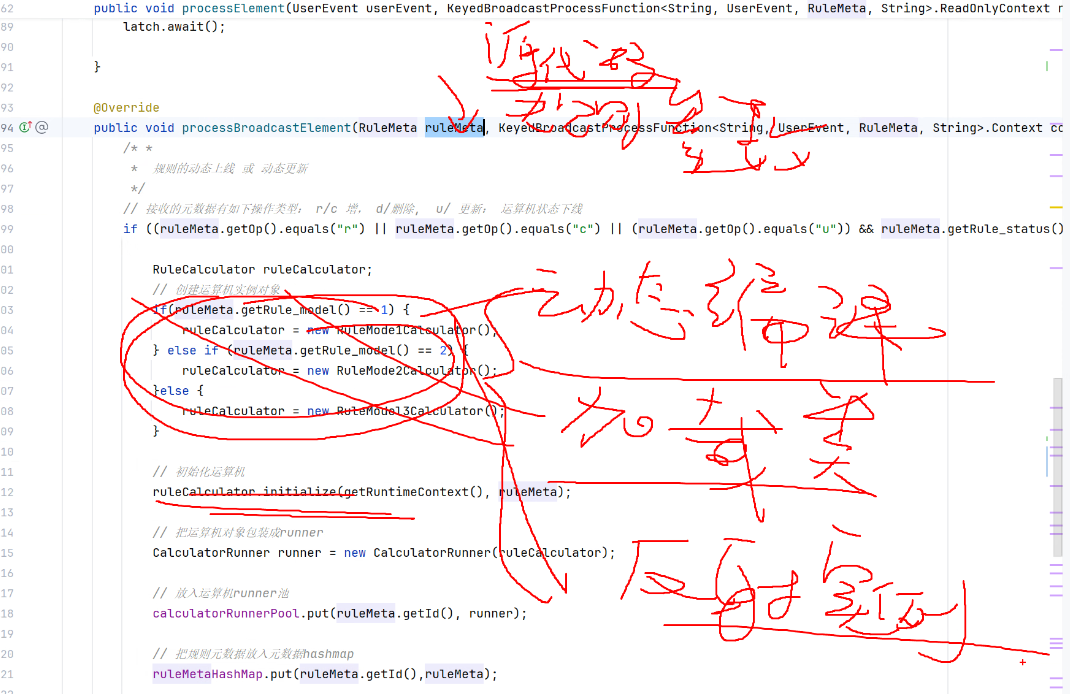 62 public void processElement(UserEvent userEvent, KeyedBroadcastProcessFunction<String, UserEvent, RuleMeta, String>.ReadOnlyContext r
89 latch.await();
90
91 }
92
93 @Override
94 public void processBroadcastElement(RuleMeta ruleMeta, KeyedBroadcastProcessFunction<String, UserEvent, RuleMeta, String>.Context co
95 /* *
96 * 规则的动态上线 或 动态更新
97 */
98 // 接收的元数据有如下操作类型: r/c 增, d/删除, u/ 更新: 运算机状态下线
99 if ((ruleMeta.getOp().equals("r") || ruleMeta.getOp().equals("c") || (ruleMeta.getOp().equals("u")) && ruleMeta.getRule_status()
00
01 RuleCalculator ruleCalculator;
02 // 创建运算机实例对象
03 if(ruleMeta.getRule_model() == 1) {
04 ruleCalculator = new RuleModel1Calculator();
05 } else if (ruleMeta.getRule_model() == 2) {
06 ruleCalculator = new RuleMode2Calculator();
07 }else {
08 ruleCalculator = new RuleModel3Calculator();
09 }
10
11 // 初始化运算机
12 ruleCalculator.initialize(getRuntimeContext(), ruleMeta);
13
14 // 把运算机对象包装成runner
15 CalculatorRunner runner = new CalculatorRunner(ruleCalculator);
16
17 // 放入运算机runner池
18 calculatorRunnerPool.put(ruleMeta.getId(), runner);
19
20 // 把规则元数据放入元数据hashmap
21 ruleMetaHashMap.put(ruleMeta.getId(),ruleMeta);
动态编译
加载类
反射